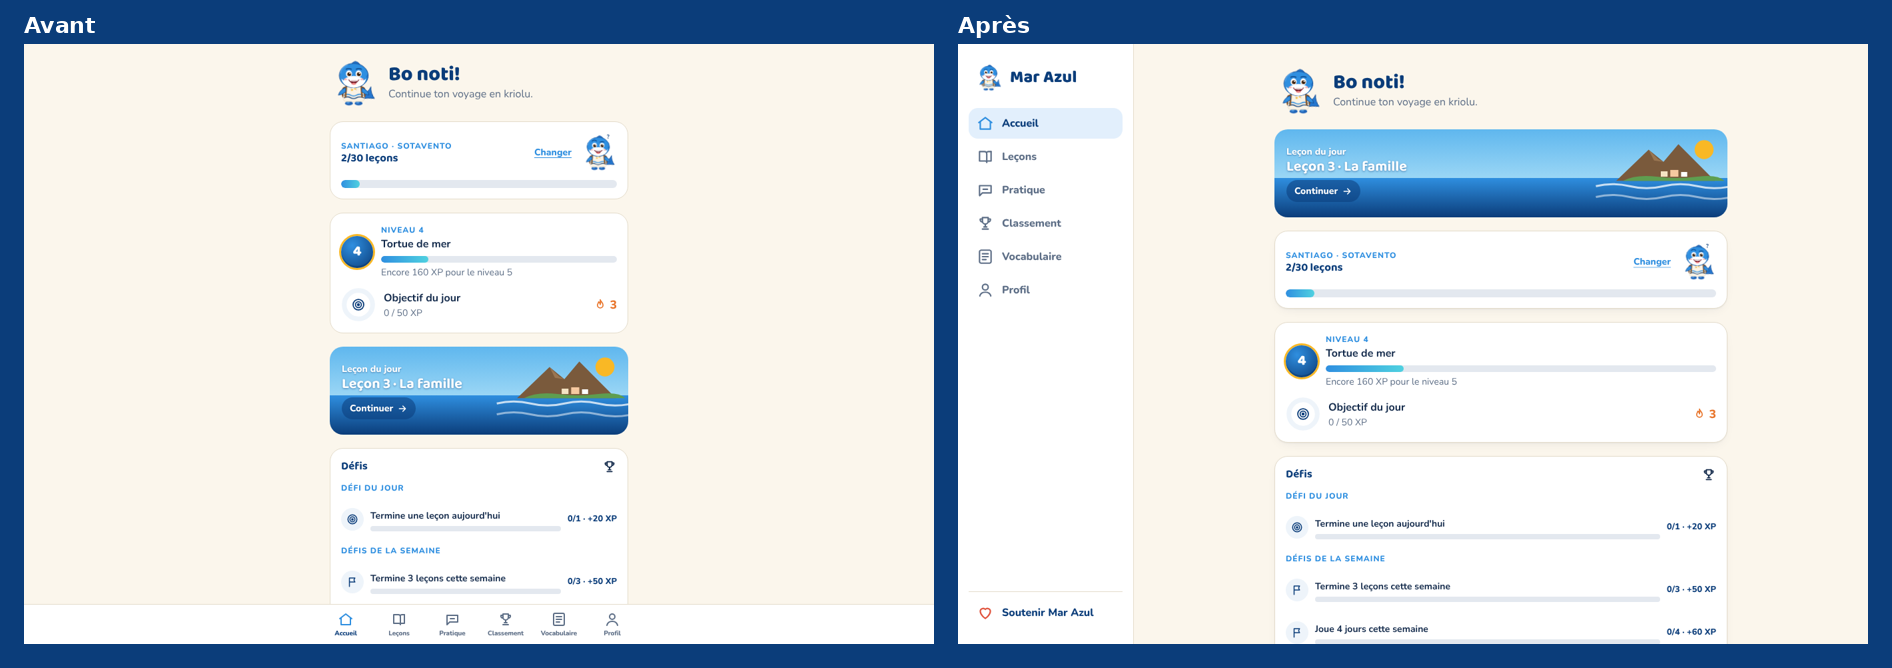 Avant
Bo noti!
Continue ton voyage en kriolu.
SANTIAGO · SOTAVENTO
2/30 leçons
Changer
?
NIVEAU 4
4
Tortue de mer
Encore 160 XP pour le niveau 5
Objectif du jour
0 / 50 XP
3
Leçon du jour
Leçon 3 · La famille
Continuer →
Défis
DÉFI DU JOUR
Termine une leçon aujourd'hui
0/1 · +20 XP
DÉFIS DE LA SEMAINE
Termine 3 leçons cette semaine
0/3 · +50 XP
Accueil
Leçons
Pratique
Classement
Vocabulaire
Profil
Après
Mar Azul
Accueil
Leçons
Pratique
Classement
Vocabulaire
Profil
Soutenir Mar Azul
Bo noti!
Continue ton voyage en kriolu.
Leçon du jour
Leçon 3 · La famille
Continuer →
SANTIAGO · SOTAVENTO
2/30 leçons
Changer
?
NIVEAU 4
4
Tortue de mer
Encore 160 XP pour le niveau 5
Objectif du jour
0 / 50 XP
3
Défis
DÉFI DU JOUR
Termine une leçon aujourd'hui
0/1 · +20 XP
DÉFIS DE LA SEMAINE
Termine 3 leçons cette semaine
0/3 · +50 XP
Joue 4 jours cette semaine
0/4 · +60 XP